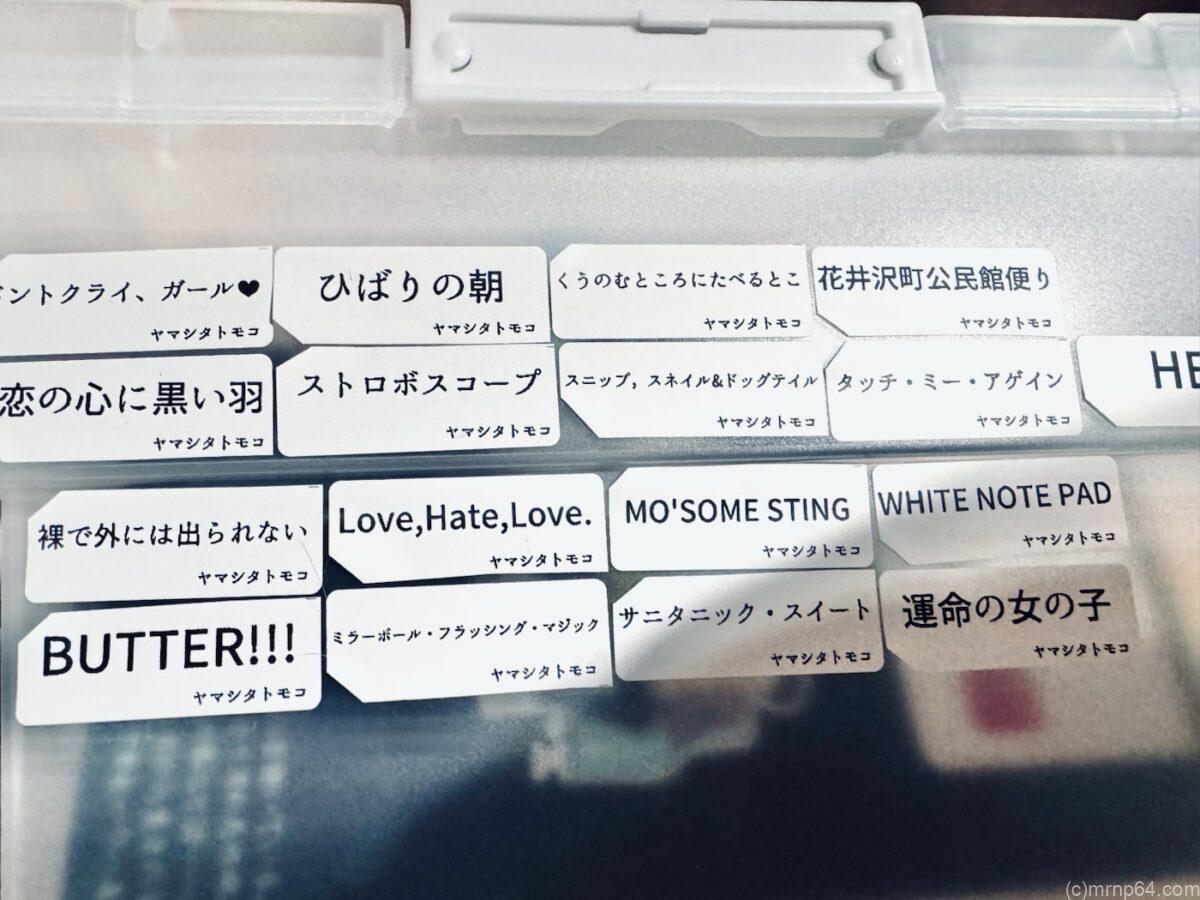 ントクライ、ガール♥
ヤマシタトモコ
ひばりの朝
ヤマシタトモコ
くうのむところにたべるとこ
ヤマシタトモコ
花井沢町公民館便り
ヤマシタトモコ
恋の心に黒い羽
ヤマシタトモコ
ストロボスコープ
ヤマシタトモコ
スニップ,スネイル&ドッグテイル
ヤマシタトモコ
タッチ・ミー・アゲイン
ヤマシタトモコ
HE
裸で外には出られない
ヤマシタトモコ
Love,Hate,Love.
ヤマシタトモコ
MO'SOME STING
ヤマシタトモコ
WHITE NOTE PAD
ヤマシタトモコ
BUTTER!!!
ヤマシタトモコ
ミラーボール・フラッシング・マジック
ヤマシタトモコ
サニタニック・スイート
ヤマシタトモコ
運命の女の子
ヤマシタトモコ
(c)mrnp64.com